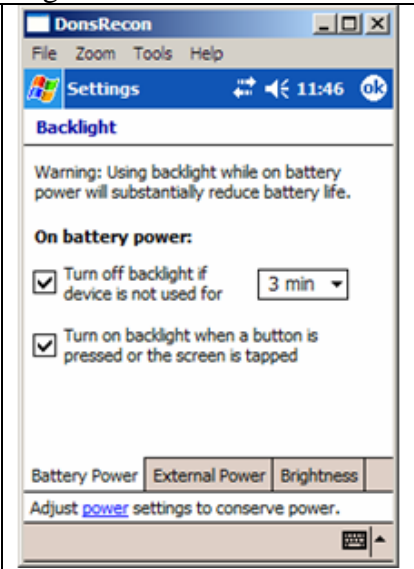 DonsRecon
File Zoom Tools Help
Settings 11:46 ok
Backlight
Warning: Using backlight while on battery
power will substantially reduce battery life.
On battery power:
Turn off backlight if
device is not used for 3 min
Turn on backlight when a button is
pressed or the screen is tapped
Battery Power External Power Brightness
Adjust power settings to conserve power.